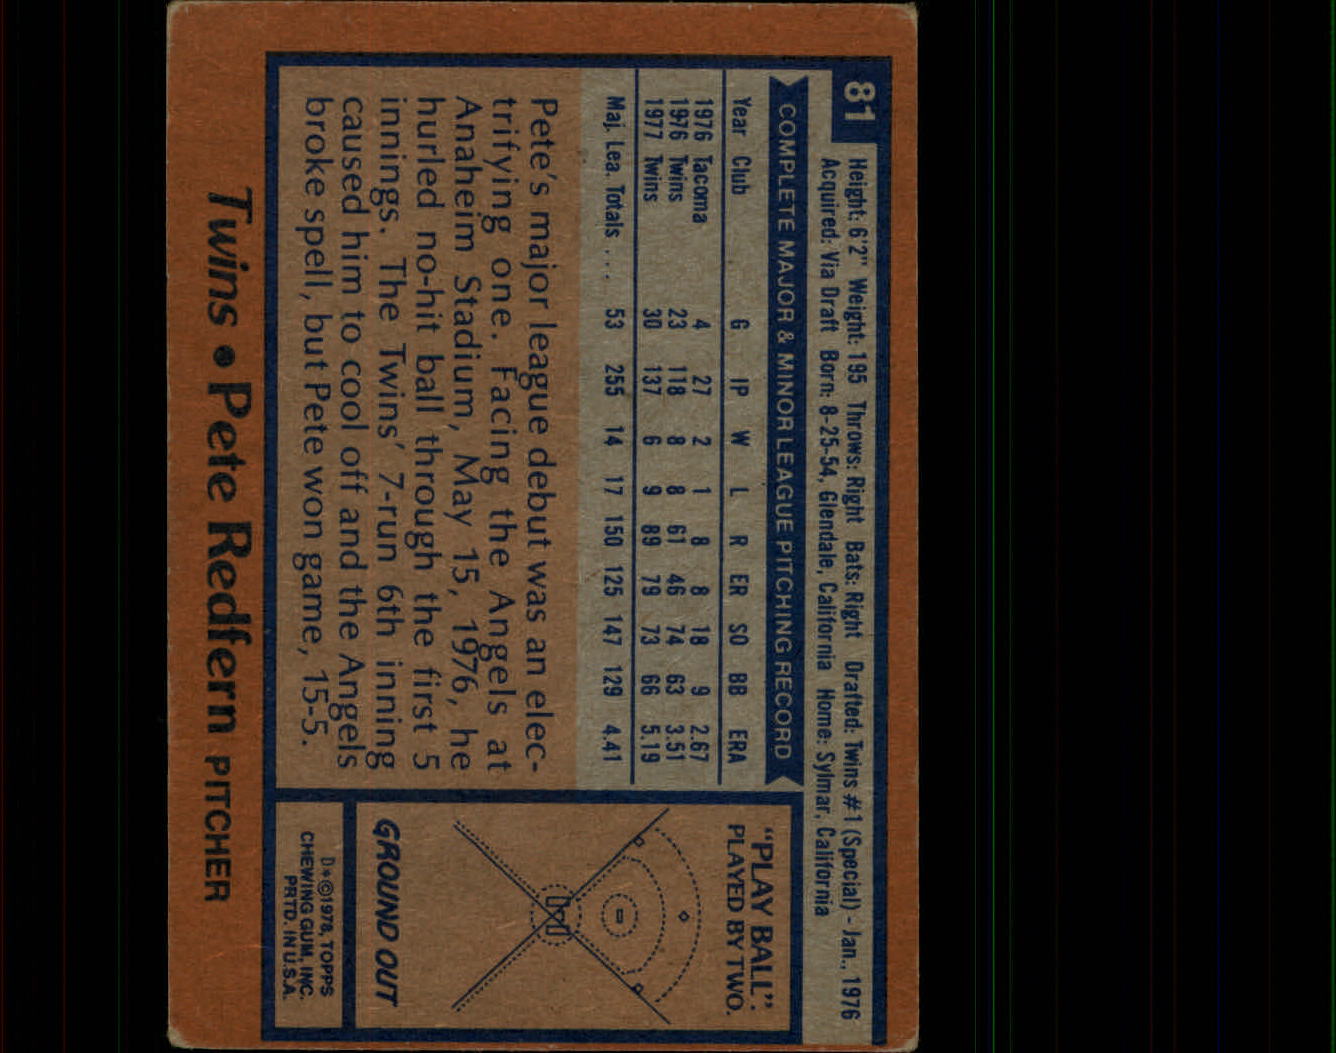 81
Height: 6'2" Weight: 195 Throws: Right Bats: Right Drafted: Twins #1 (Special) - Jan., 1976
Acquired: Via Draft Born: 8-25-54, Glendale, California Home: Sylmar, California
COMPLETE MAJOR & MINOR LEAGUE PITCHING RECORD
Year Club G IP W L R ER SO BB ERA
1976 Tacoma 4 27 2 1 8 8 18 9 2.67
1976 Twins 23 118 8 8 61 46 74 63 3.51
1977 Twins 30 137 6 9 89 79 73 66 5.19
Maj. Lea. Totals .... 53 255 14 17 150 125 147 129 4.41
Pete's major league debut was an elec-
trifying one. Facing the Angels at
Anaheim Stadium, May 15, 1976, he
hurled no-hit ball through the first 5
innings. The Twins' 7-run 6th inning
caused him to cool off and the Angels
broke spell, but Pete won game, 15-5.
"PLAY BALL".
PLAYED BY TWO.
GROUND OUT
D*©1978, TOPPS
CHEWING GUM, INC.
PRTD. IN U.S.A.
Twins • Pete Redfern PITCHER